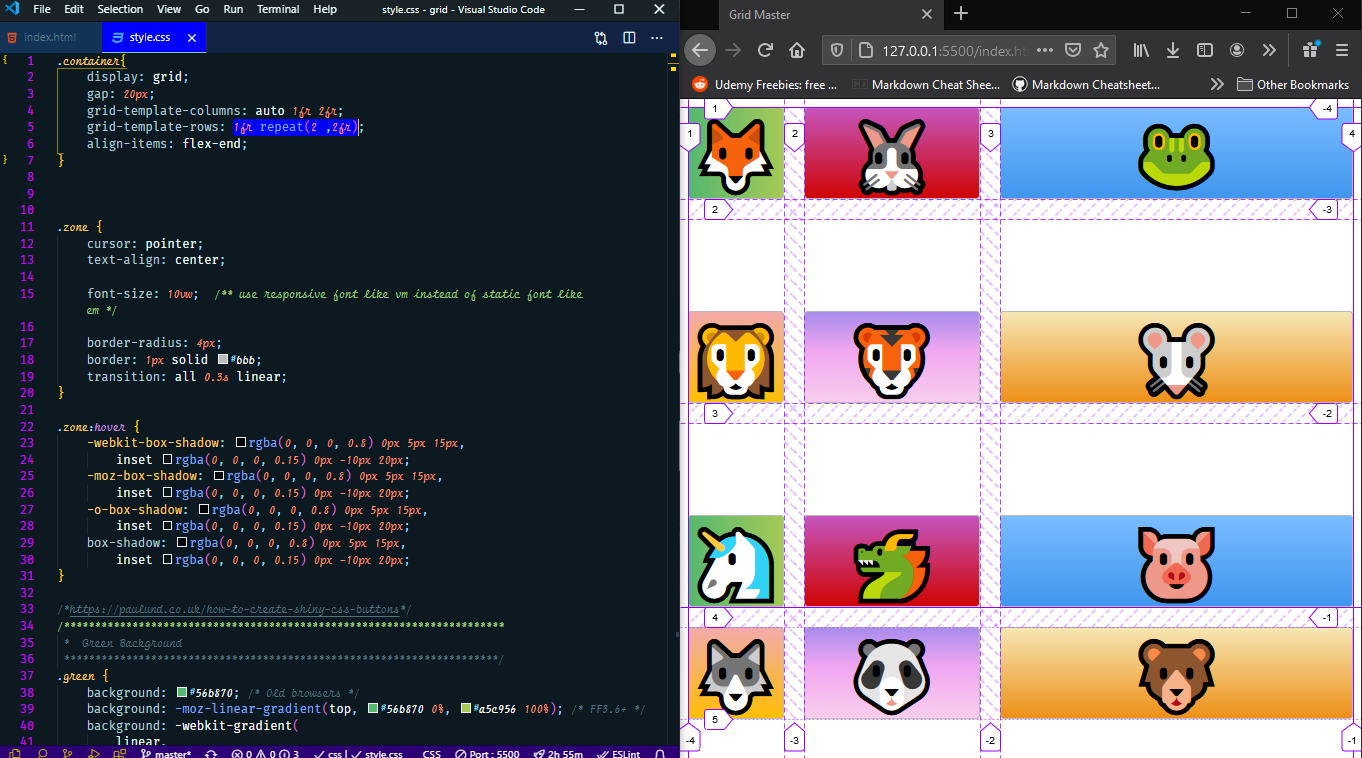 File Edit Selection View Go Run Terminal Help style.css - grid - Visual Studio Code
index.html style.css
1 .container{
2 display: grid;
3 gap: 20px;
4 grid-template-columns: auto 1fr 2fr;
5 grid-template-rows: 1fr repeat(2 ,2fr);
6 align-items: flex-end;
7 }
8
9
10
11 .zone {
12 cursor: pointer;
13 text-align: center;
14
15 font-size: 10vw; /** use responsive font like vm instead of static font like
em */
16
17 border-radius: 4px;
18 border: 1px solid #bbb;
19 transition: all 0.3s linear;
20 }
21
22 .zone:hover {
23 -webkit-box-shadow: rgba(0, 0, 0, 0.8) 0px 5px 15px,
24 inset rgba(0, 0, 0, 0.15) 0px -10px 20px;
25 -moz-box-shadow: rgba(0, 0, 0, 0.8) 0px 5px 15px,
26 inset rgba(0, 0, 0, 0.15) 0px -10px 20px;
27 -o-box-shadow: rgba(0, 0, 0, 0.8) 0px 5px 15px,
28 inset rgba(0, 0, 0, 0.15) 0px -10px 20px;
29 box-shadow: rgba(0, 0, 0, 0.8) 0px 5px 15px,
30 inset rgba(0, 0, 0, 0.15) 0px -10px 20px;
31 }
32
33 /*https://paulund.co.uk/how-to-create-shiny-css-buttons*/
34 /************************************************************************
35 * Green Background
36 ************************************************************************/
37 .green {
38 background: #56b870; /* Old browsers */
39 background: -moz-linear-gradient(top, #56b870 0%, #a5c956 100%); /* FF3.6+ */
40 background: -webkit-gradient(
41 linear,
master* 0 0 3 css | style.css CSS Port : 5500 2h 55m ESLint
Grid Master
127.0.0.1:5500/index.ht
Udemy Freebies: free ... Markdown Cheat Shee... Markdown Cheatsheet... Other Bookmarks
1 -4
1 2 3 4
2 -3
3 -2
4 -1
5
-4 -3 -2 -1